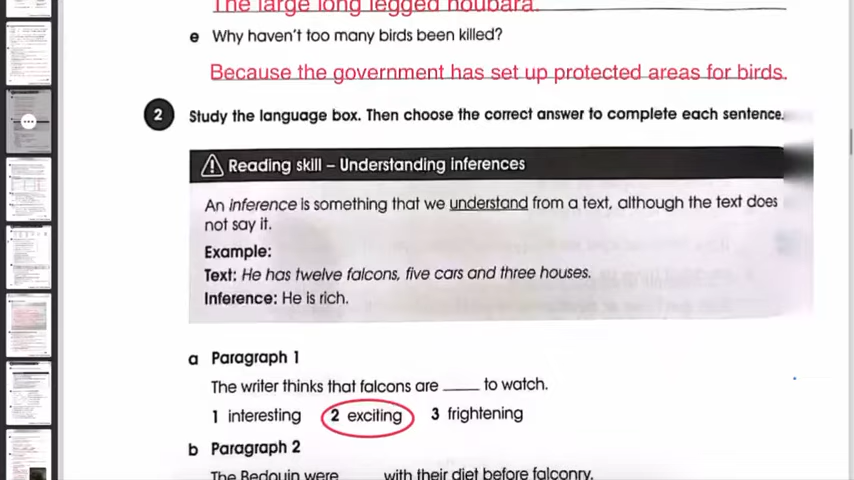 The large long legged houbara.
e Why haven't too many birds been killed?
Because the government has set up protected areas for birds.
2 Study the language box. Then choose the correct answer to complete each sentence.
Reading skill – Understanding inferences
An inference is something that we understand from a text, although the text does
not say it.
Example:
Text: He has twelve falcons, five cars and three houses.
Inference: He is rich.
a Paragraph 1
The writer thinks that falcons are ____ to watch.
1 interesting 2 exciting 3 frightening
b Paragraph 2
The Bedouin were ____ with their diet before falconry.